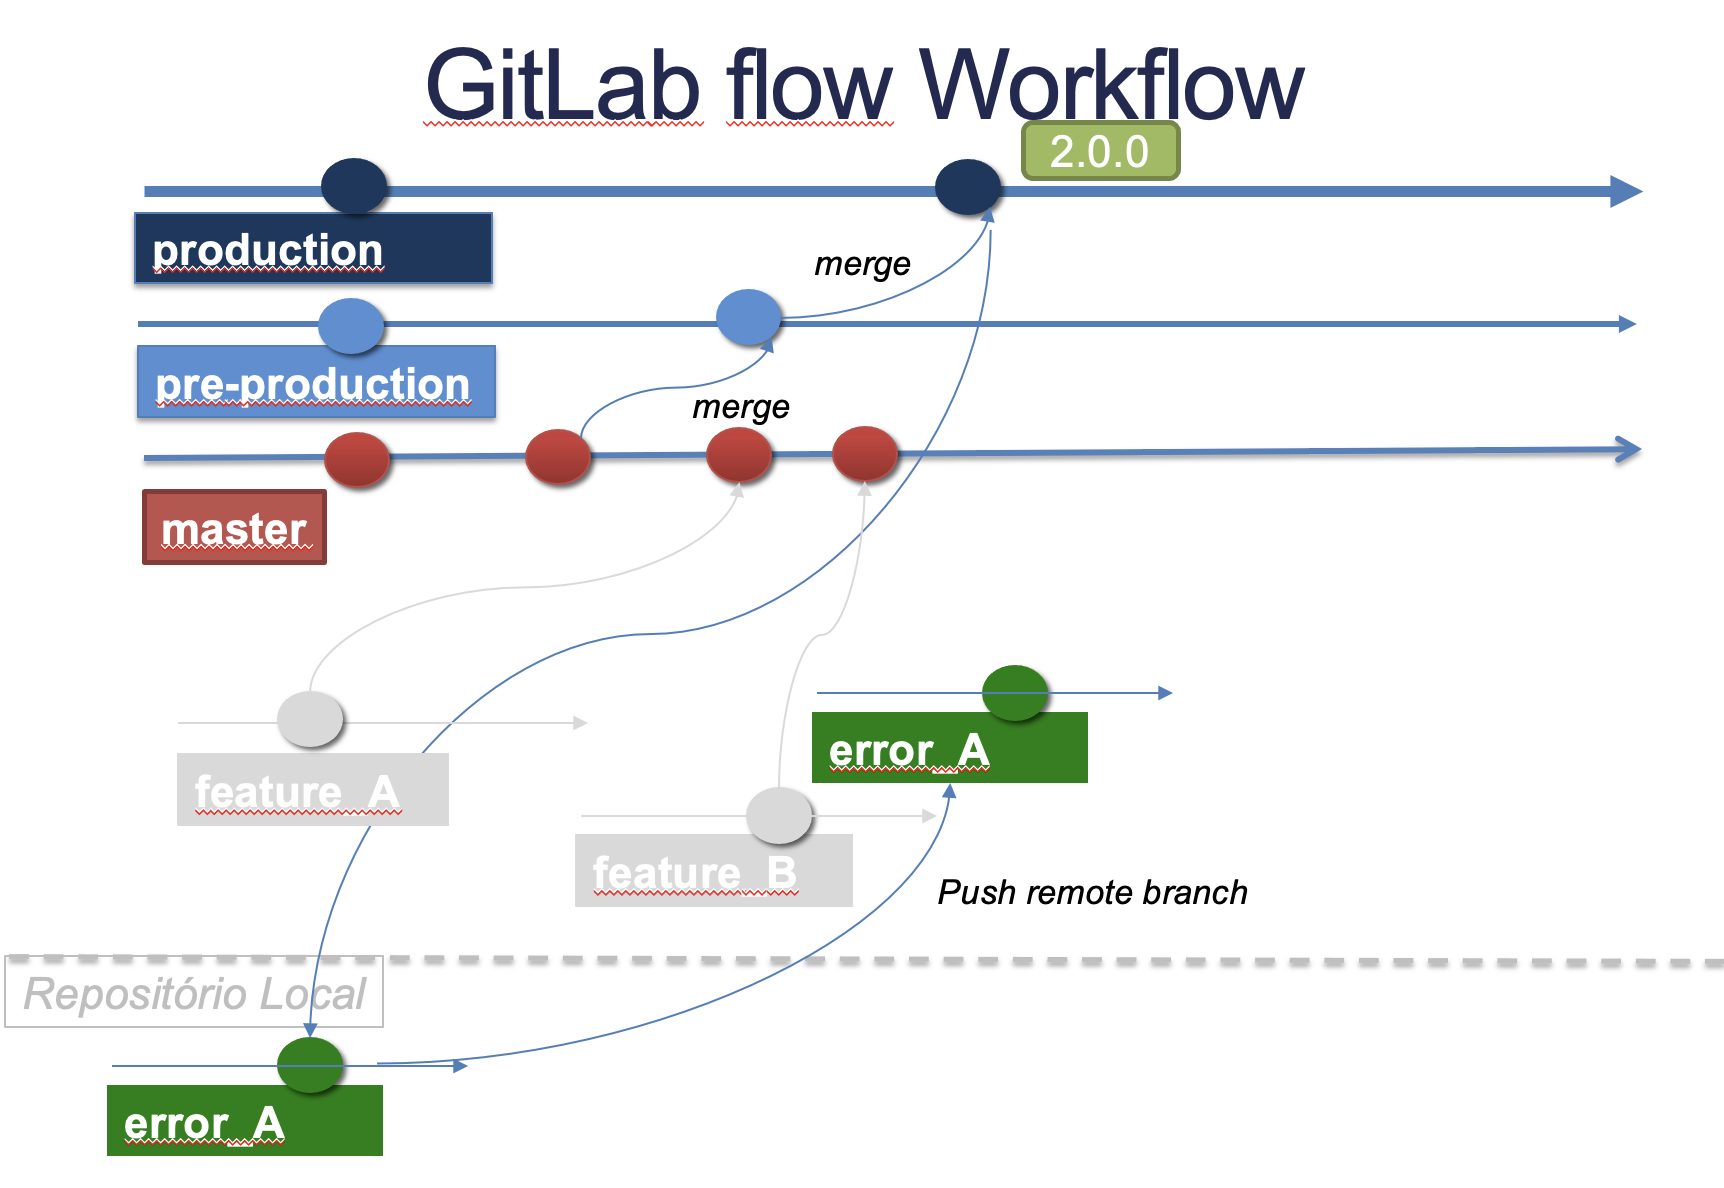 GitLab flow Workflow
2.0.0
production
merge
pre-production
merge
master
error_A
feature_A
feature_B
Push remote branch
Repositório Local
error_A